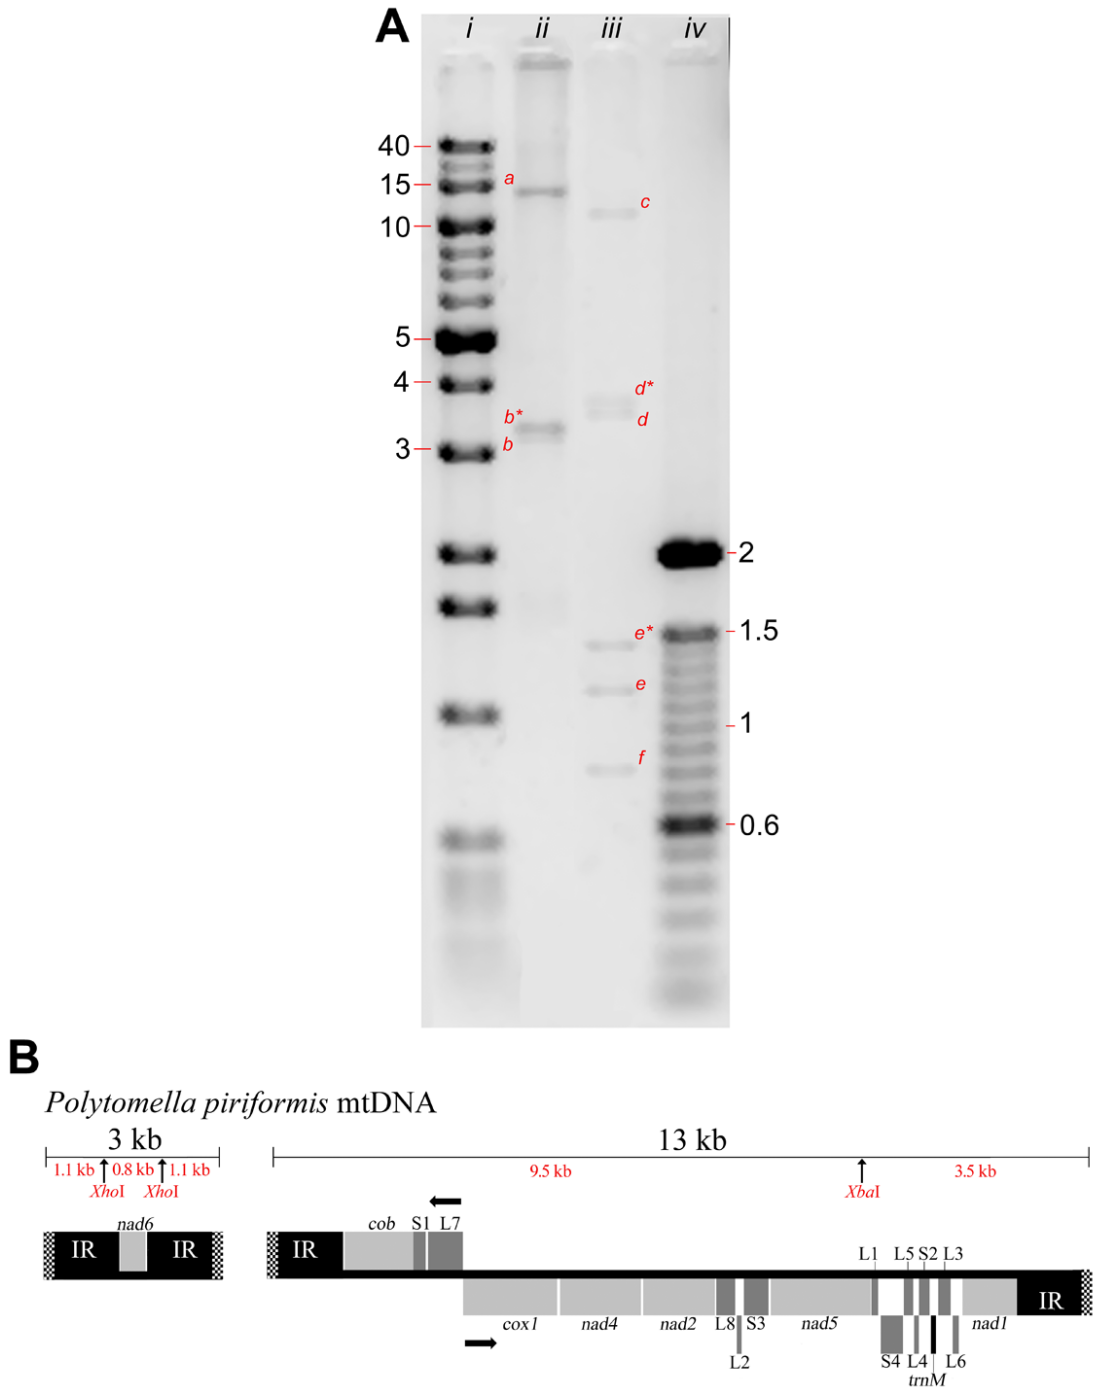 A
i ii iii iv
40
15
10
5
4
3
a
b*
b
c
d*
d
e*
e
f
2
1.5
1
0.6
B
Polytomella piriformis mtDNA
3 kb
13 kb
1.1 kb 0.8 kb 1.1 kb
9.5 kb
3.5 kb
XhoI XhoI
XbaI
nad6
cob S1 L7
IR IR
IR
L1 L5 S2 L3
IR
cox1 nad4 nad2 L8 S3 nad5 nad1
L2
S4 L4 L6
trnM